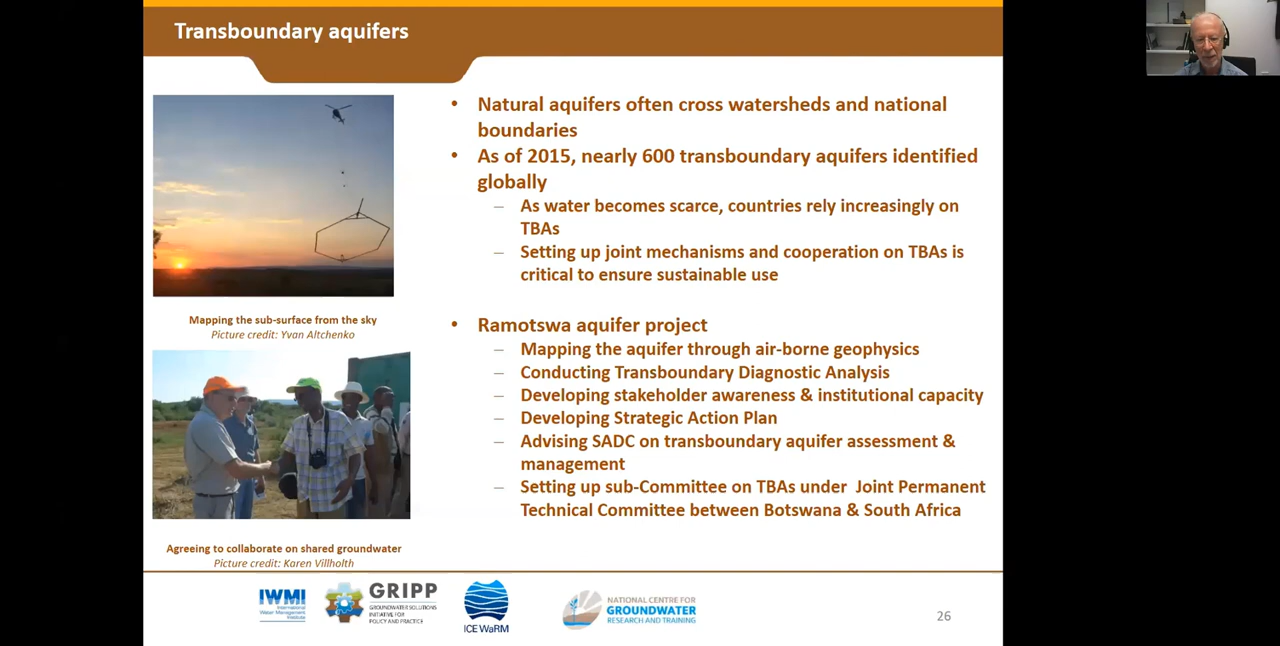 Transboundary aquifers
Mapping the sub-surface from the sky
Picture credit: Yvan Altchenko
Agreeing to collaborate on shared groundwater
Picture credit: Karen Villholth
• Natural aquifers often cross watersheds and national
boundaries
• As of 2015, nearly 600 transboundary aquifers identified
globally
– As water becomes scarce, countries rely increasingly on
TBAs
– Setting up joint mechanisms and cooperation on TBAs is
critical to ensure sustainable use
• Ramotswa aquifer project
– Mapping the aquifer through air-borne geophysics
– Conducting Transboundary Diagnostic Analysis
– Developing stakeholder awareness & institutional capacity
– Developing Strategic Action Plan
– Advising SADC on transboundary aquifer assessment &
management
– Setting up sub-Committee on TBAs under Joint Permanent
Technical Committee between Botswana & South Africa
IWMI
International
Water Management
Institute
GRIPP
GROUNDWATER SOLUTIONS
INITIATIVE FOR
POLICY AND PRACTICE
ICE WaRM
NATIONAL CENTRE FOR
GROUNDWATER
RESEARCH AND TRAINING
26